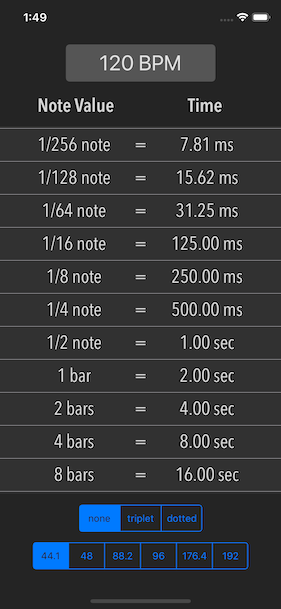 1:49
120 BPM
Note Value Time
1/256 note = 7.81 ms
1/128 note = 15.62 ms
1/64 note = 31.25 ms
1/16 note = 125.00 ms
1/8 note = 250.00 ms
1/4 note = 500.00 ms
1/2 note = 1.00 sec
1 bar = 2.00 sec
2 bars = 4.00 sec
4 bars = 8.00 sec
8 bars = 16.00 sec
none triplet dotted
44.1 48 88.2 96 176.4 192